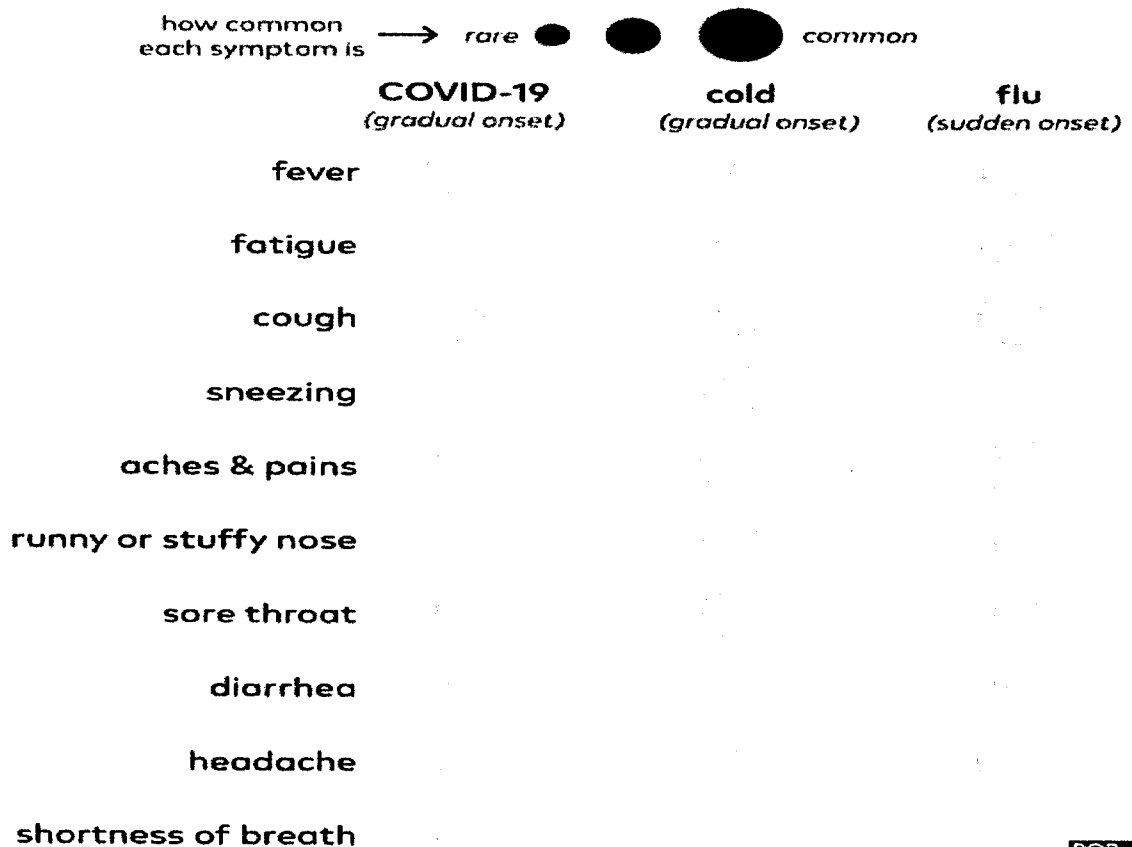 how common
each symptom is
rare
common
COVID-19
cold
flu
(gradual onset)
(gradual onset)
(sudden onset)
fever
fatigue
cough
sneezing
aches & pains
runny or stuffy nose
sore throat
diarrhea
headache
shortness of breath